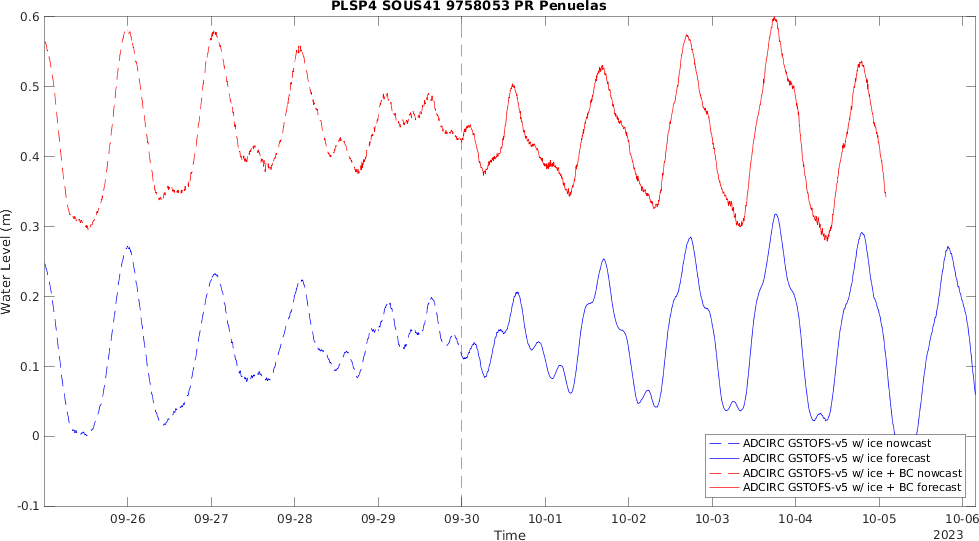 PLSP4 SOUS41 9758053 PR Penuelas
0.6
0.5
0.4
0.3
0.2
0.1
0
-0.1
Water Level (m)
09-26
09-27
09-28
09-29
09-30
10-01
10-02
10-03
10-04
10-05
10-06
Time
2023
ADCIRC GSTOFS-v5 w/ ice nowcast
ADCIRC GSTOFS-v5 w/ ice forecast
ADCIRC GSTOFS-v5 w/ ice + BC nowcast
ADCIRC GSTOFS-v5 w/ ice + BC forecast